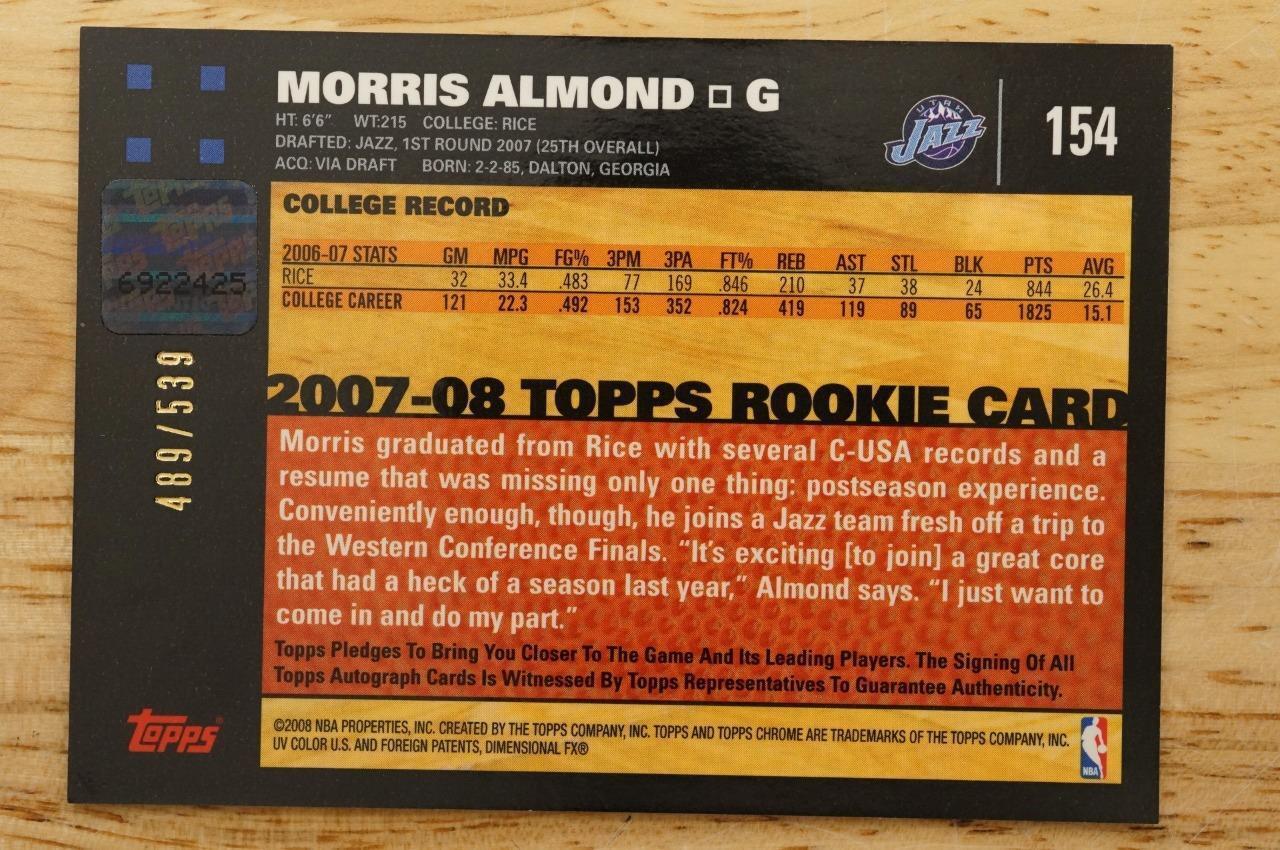 MORRIS ALMOND □ G
HT: 6'6" WT:215 COLLEGE: RICE
DRAFTED: JAZZ, 1ST ROUND 2007 (25TH OVERALL)
ACQ: VIA DRAFT BORN: 2-2-85, DALTON, GEORGIA
UTAH
JAZZ
154
Topps
Topps
Topps
6922425
489/539
COLLEGE RECORD
2006-07 STATS GM MPG FG% 3PM 3PA FT% REB AST STL BLK PTS AVG
RICE 32 33.4 .483 77 169 .846 210 37 38 24 844 26.4
COLLEGE CAREER 121 22.3 .492 153 352 .824 419 119 89 65 1825 15.1
2007-08 TOPPS ROOKIE CARD
Morris graduated from Rice with several C-USA records and a
resume that was missing only one thing: postseason experience.
Conveniently enough, though, he joins a Jazz team fresh off a trip to
the Western Conference Finals. “It’s exciting [to join] a great core
that had a heck of a season last year,” Almond says. “I just want to
come in and do my part.”
Topps Pledges To Bring You Closer To The Game And Its Leading Players. The Signing Of All
Topps Autograph Cards Is Witnessed By Topps Representatives To Guarantee Authenticity.
Topps®
©2008 NBA PROPERTIES, INC. CREATED BY THE TOPPS COMPANY, INC. TOPPS AND TOPPS CHROME ARE TRADEMARKS OF THE TOPPS COMPANY, INC.
UV COLOR U.S. AND FOREIGN PATENTS, DIMENSIONAL FX®
NBA